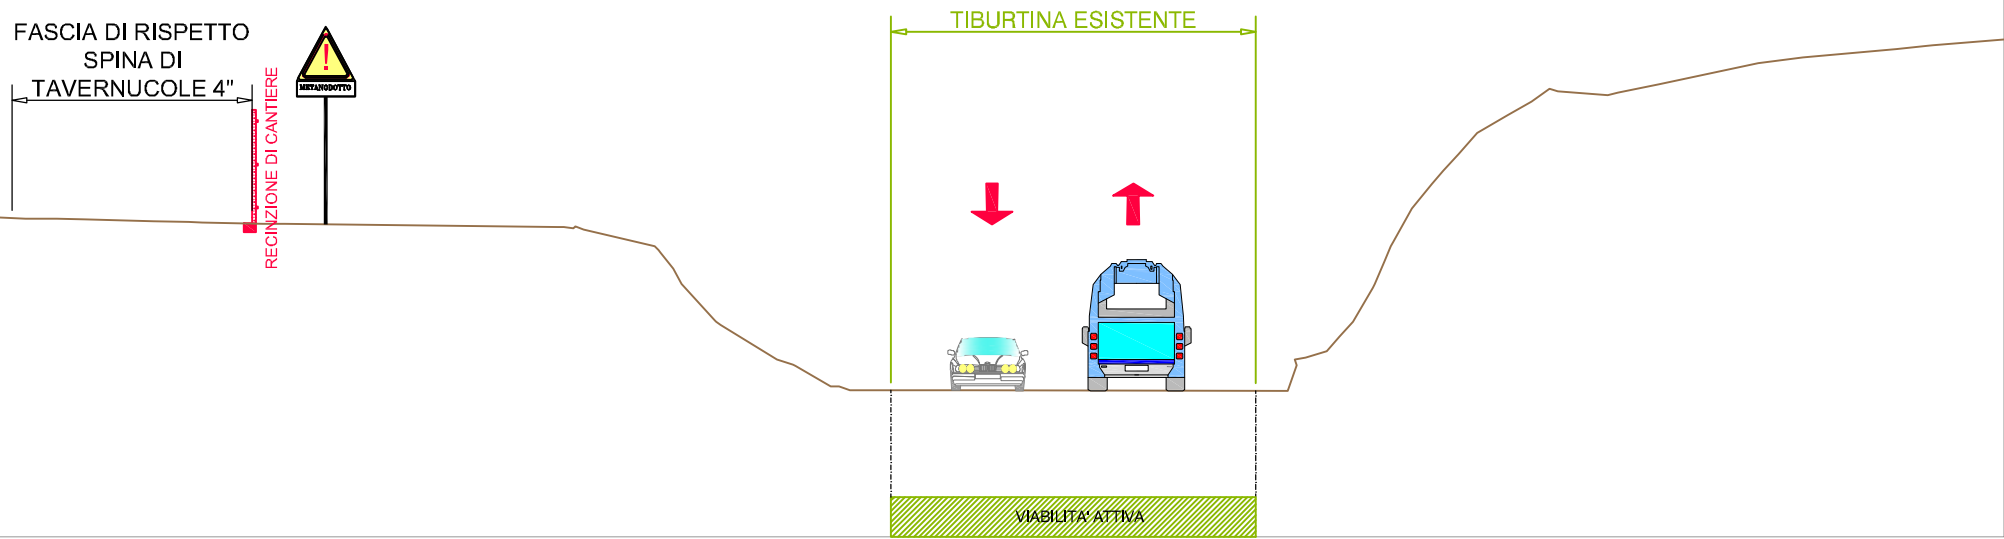 FASCIA DI RISPETTO
SPINA DI
TAVERNUCOLE 4"
RECINZIONE DI CANTIERE
!
METANODOTTO
TIBURTINA ESISTENTE
VIABILITA' ATTIVA